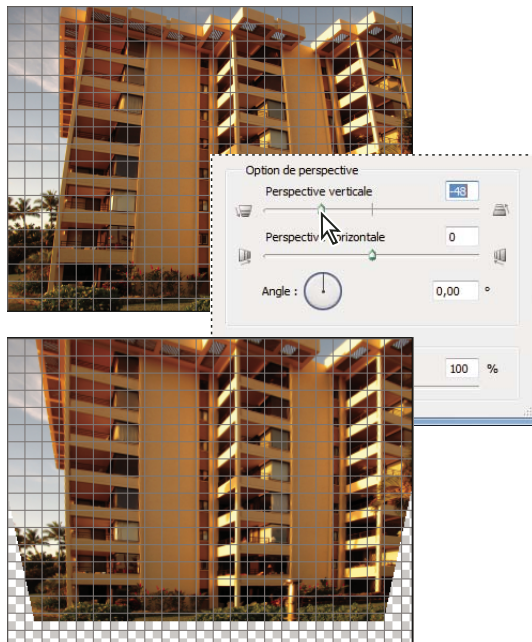 Option de perspective
Perspective verticale
-48
Perspectiv
orizontale
0
Angle :
0,00 °
100 %